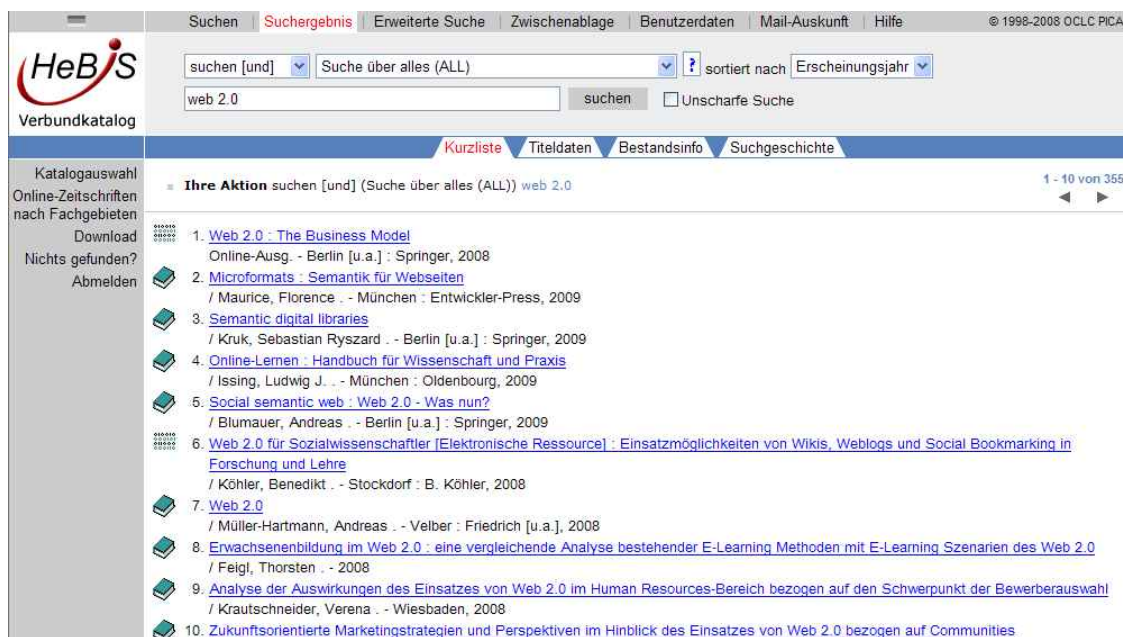 Suchen | Suchergebnis | Erweiterte Suche | Zwischenablage | Benutzerdaten | Mail-Auskunft | Hilfe © 1998-2008 OCLC PICA
HeBIS
Verbundkatalog
suchen [und] Suche über alles (ALL) ? sortiert nach Erscheinungsjahr
web 2.0 suchen Unscharfe Suche
Kurzliste Titeldaten Bestandsinfo Suchgeschichte
Katalogauswahl
Online-Zeitschriften
nach Fachgebieten
Download
Nichts gefunden?
Abmelden
Ihre Aktion suchen [und] (Suche über alles (ALL)) web 2.0
1 - 10 von 355
1. Web 2.0 : The Business Model
Online-Ausg. - Berlin [u.a.] : Springer, 2008
2. Microformats : Semantik für Webseiten
/ Maurice, Florence . - München : Entwickler-Press, 2009
3. Semantic digital libraries
/ Kruk, Sebastian Ryszard . - Berlin [u.a.] : Springer, 2009
4. Online-Lernen : Handbuch für Wissenschaft und Praxis
/ Issing, Ludwig J. . - München : Oldenbourg, 2009
5. Social semantic web : Web 2.0 - Was nun?
/ Blumauer, Andreas . - Berlin [u.a.] : Springer, 2009
6. Web 2.0 für Sozialwissenschaftler [Elektronische Ressource] : Einsatzmöglichkeiten von Wikis, Weblogs und Social Bookmarking in
Forschung und Lehre
/ Köhler, Benedikt . - Stockdorf : B. Köhler, 2008
7. Web 2.0
/ Müller-Hartmann, Andreas . - Velber : Friedrich [u.a.], 2008
8. Erwachsenenbildung im Web 2.0 : eine vergleichende Analyse bestehender E-Learning Methoden mit E-Learning Szenarien des Web 2.0
/ Feigl, Thorsten . - 2008
9. Analyse der Auswirkungen des Einsatzes von Web 2.0 im Human Resources-Bereich bezogen auf den Schwerpunkt der Bewerberauswahl
/ Krautschneider, Verena . - Wiesbaden, 2008
10. Zukunftsorientierte Marketingstrategien und Perspektiven im Hinblick des Einsatzes von Web 2.0 bezogen auf Communities